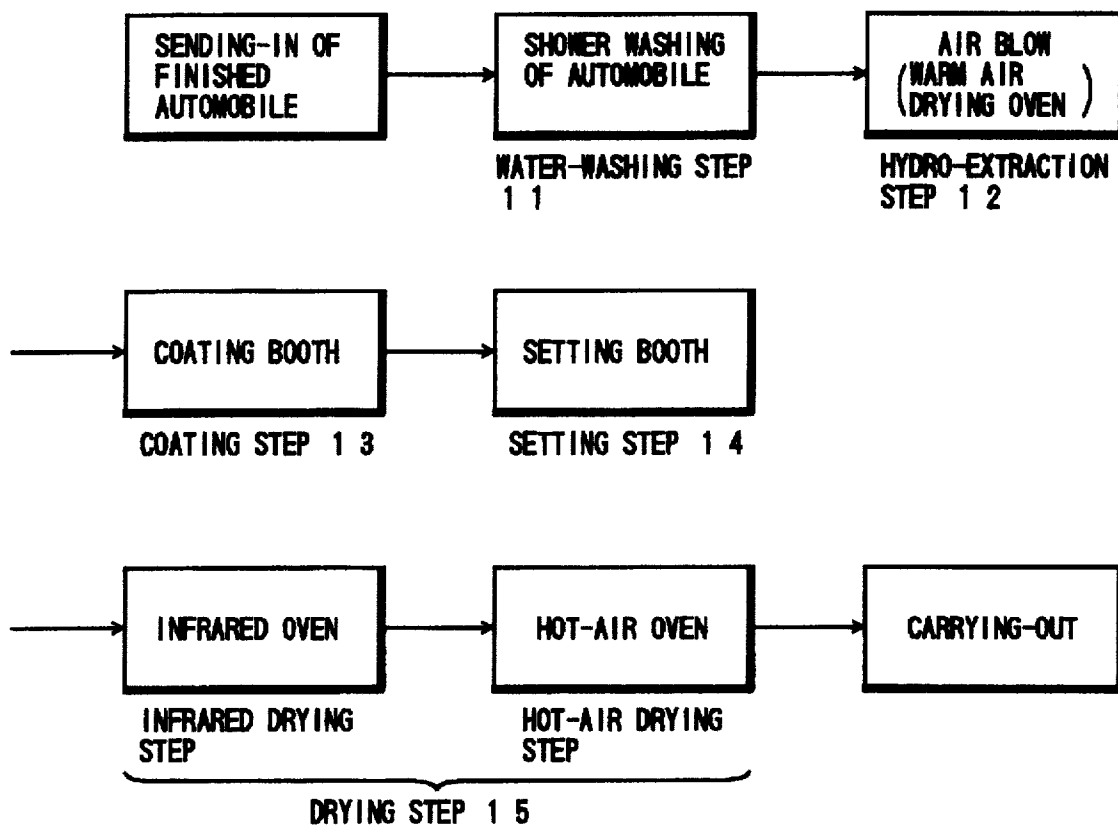 SENDING-IN OF
FINISHED
AUTOMOBILE
SHOWER WASHING
OF AUTOMOBILE
AIR BLOW
(WARM AIR
DRYING OVEN)
WATER-WASHING STEP
1 1
HYDRO-EXTRACTION
STEP 1 2
COATING BOOTH
SETTING BOOTH
COATING STEP 1 3
SETTING STEP 1 4
INFRARED OVEN
HOT-AIR OVEN
CARRYING-OUT
INFRARED DRYING
STEP
HOT-AIR DRYING
STEP
DRYING STEP 1 5